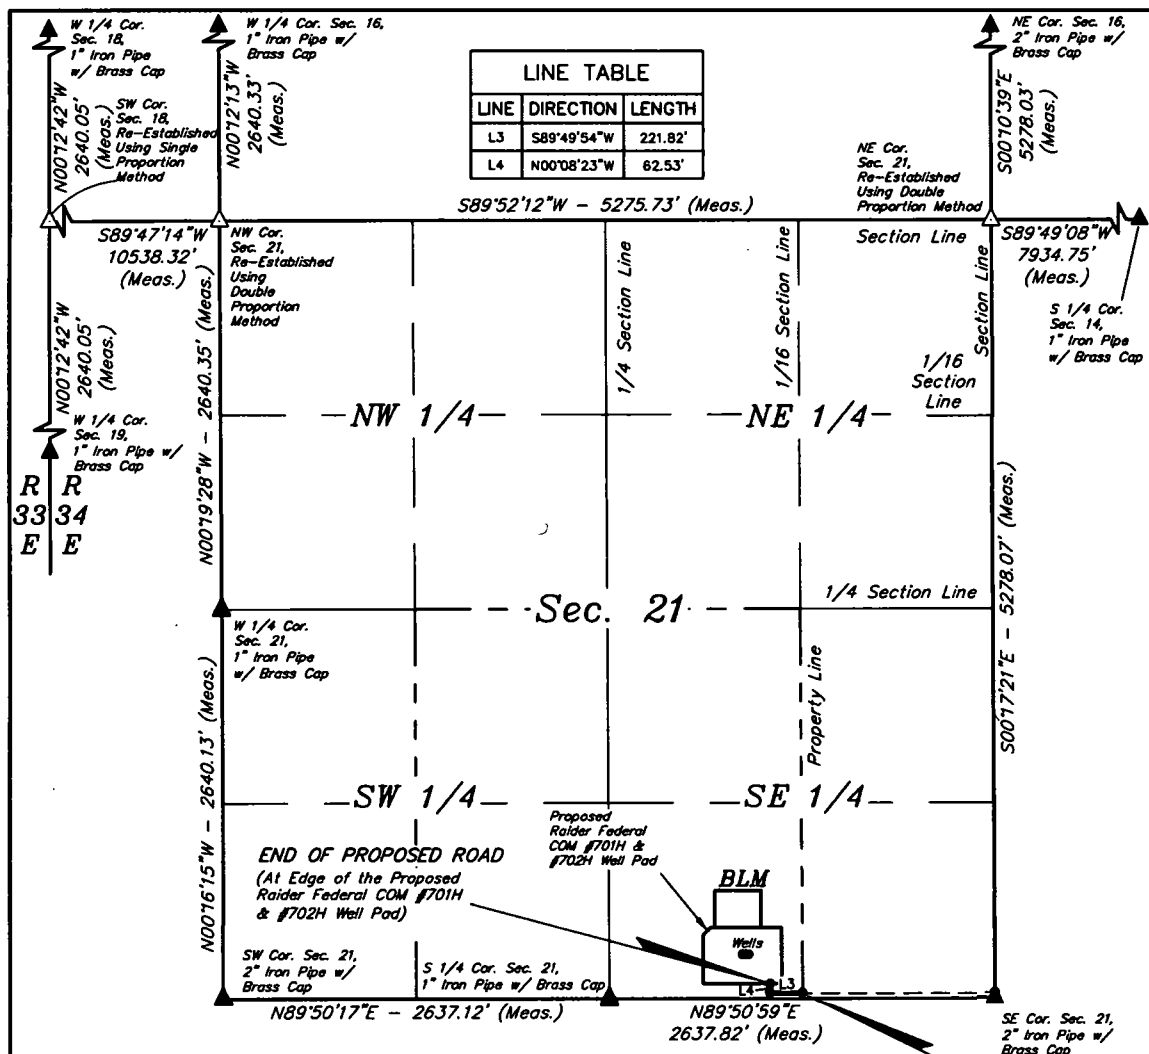 W 1/4 Cor.
Sec. 18,
1" Iron Pipe
w/ Brass Cap
W 1/4 Cor. Sec. 16,
1" Iron Pipe w/
Brass Cap
NE Cor. Sec. 16,
2" Iron Pipe w/
Brass Cap
LINE TABLE
LINE DIRECTION LENGTH
L3 S89°49'54"W 221.82'
L4 N00°08'23"W 62.53'
N00°12'42"W
2640.05'
(Meas.)
SW Cor.
Sec. 18,
Re-Established
Using Single
Proportion
Method
N00°12'13"W
2640.33'
(Meas.)
S00°10'39"E
5278.03'
(Meas.)
NE Cor.
Sec. 21,
Re-Established
Using Double
Proportion Method
S89°52'12"W - 5275.73' (Meas.)
S89°47'14"W
10538.32'
(Meas.)
NW Cor.
Sec. 21,
Re-Established
Using
Double
Proportion
Method
Section Line
S89°49'08"W
7934.75'
(Meas.)
S 1/4 Cor.
Sec. 14,
1" Iron Pipe
w/ Brass Cap
N00°12'42"W
2640.05'
(Meas.)
W 1/4 Cor.
Sec. 19,
1" Iron Pipe w/
Brass Cap
N00°19'28"W - 2640.35' (Meas.)
1/4 Section Line
1/16 Section Line
Section Line
1/16
Section
Line
NW 1/4
NE 1/4
R R
33 34
E E
S00°17'21"E - 5278.07' (Meas.)
1/4 Section Line
Sec. 21
W 1/4 Cor.
Sec. 21,
1" Iron Pipe
w/ Brass Cap
Property Line
N00°16'15"W - 2640.13' (Meas.)
SW 1/4
SE 1/4
Proposed
Raider Federal
COM #701H &
#702H Well Pad
END OF PROPOSED ROAD
(At Edge of the Proposed
Raider Federal COM #701H
& #702H Well Pad)
BLM
Wells
SW Cor. Sec. 21,
2" Iron Pipe w/
Brass Cap
S 1/4 Cor. Sec. 21,
1" Iron Pipe w/ Brass Cap
L4
L3
N89°50'17"E - 2637.12' (Meas.)
N89°50'59"E
2637.82' (Meas.)
SE Cor. Sec. 21,
2" Iron Pipe w/
Brass Cap